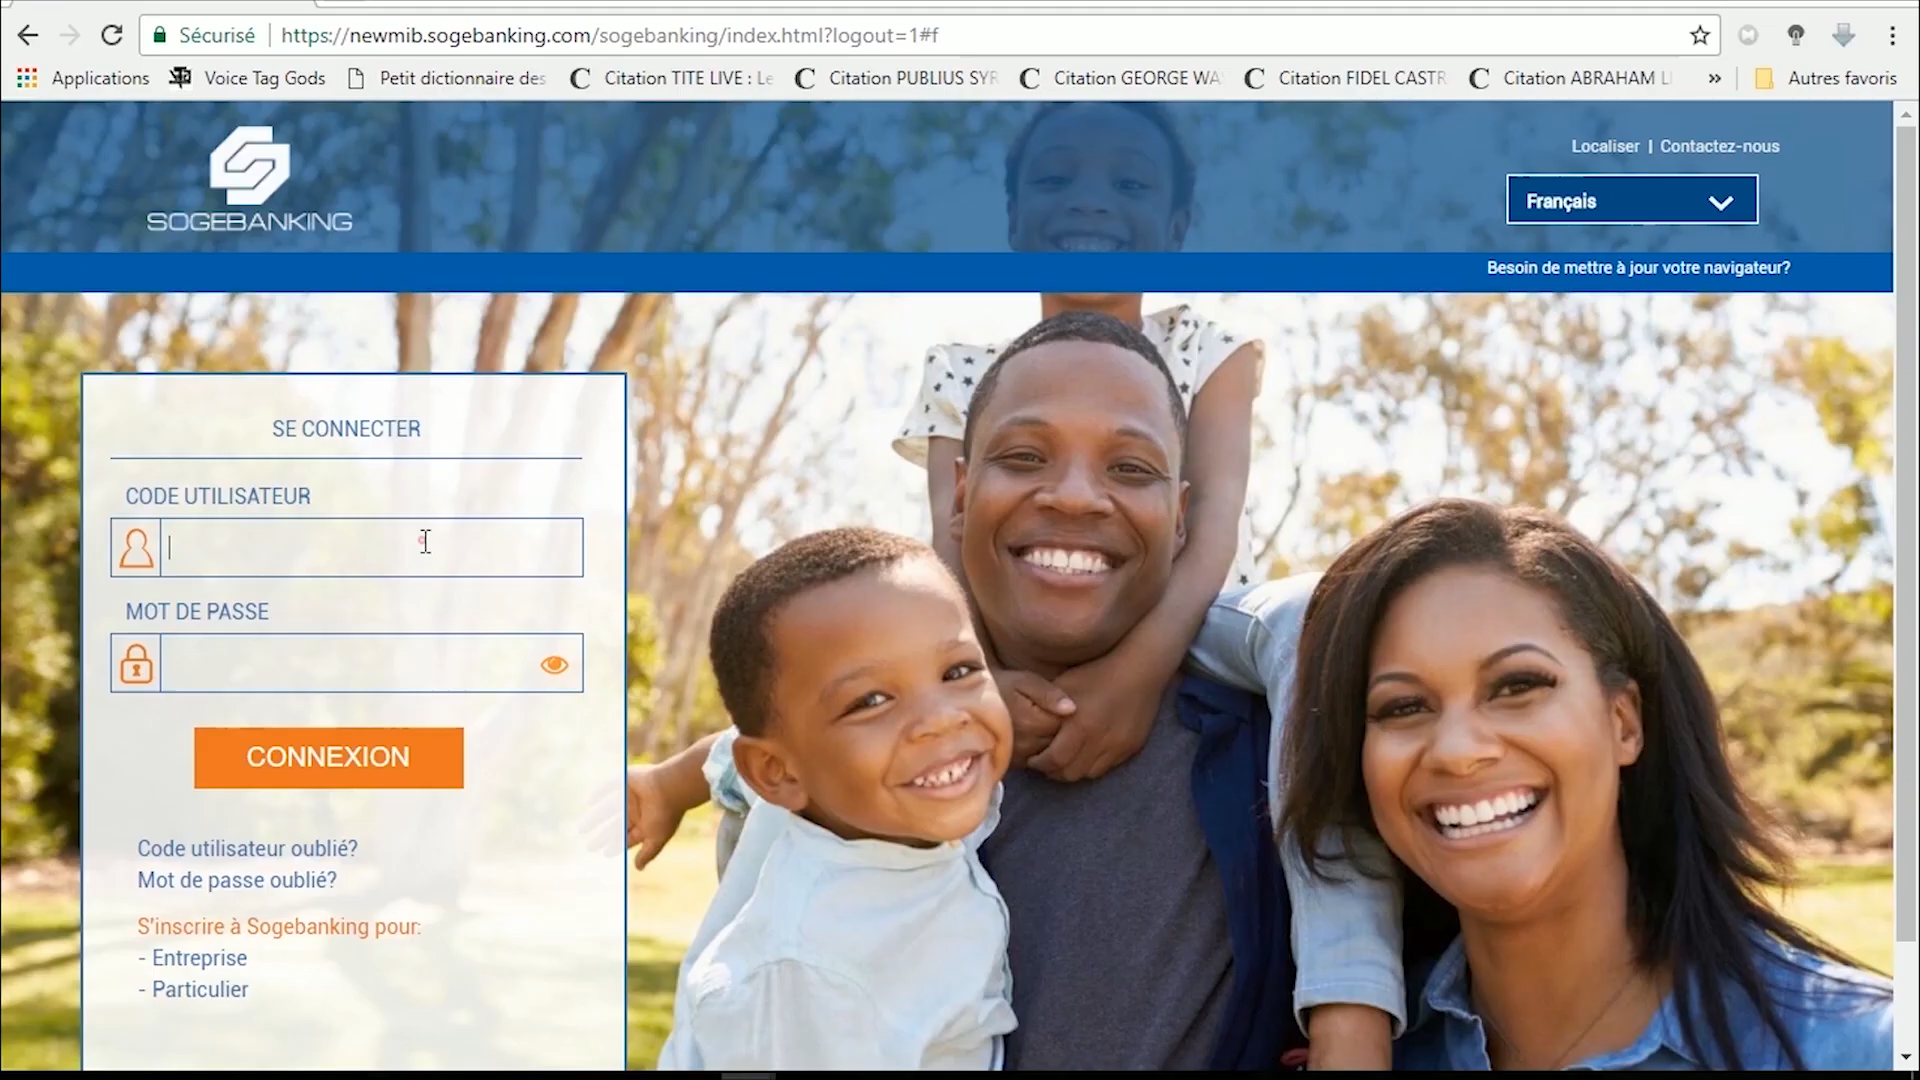 Sécurisé
https://newmib.sogebanking.com/sogebanking/index.html?logout=1#f
Applications
Voice Tag Gods
Petit dictionnaire des
Citation TITE LIVE : Le
Citation PUBLIUS SYR
Citation GEORGE WA
Citation FIDEL CASTR
Citation ABRAHAM LI
»
Autres favoris
SOGEBANKING
Localiser | Contactez-nous
Français
Besoin de mettre à jour votre navigateur?
SE CONNECTER
CODE UTILISATEUR
MOT DE PASSE
CONNEXION
Code utilisateur oublié?
Mot de passe oublié?
S'inscrire à Sogebanking pour:
- Entreprise
- Particulier